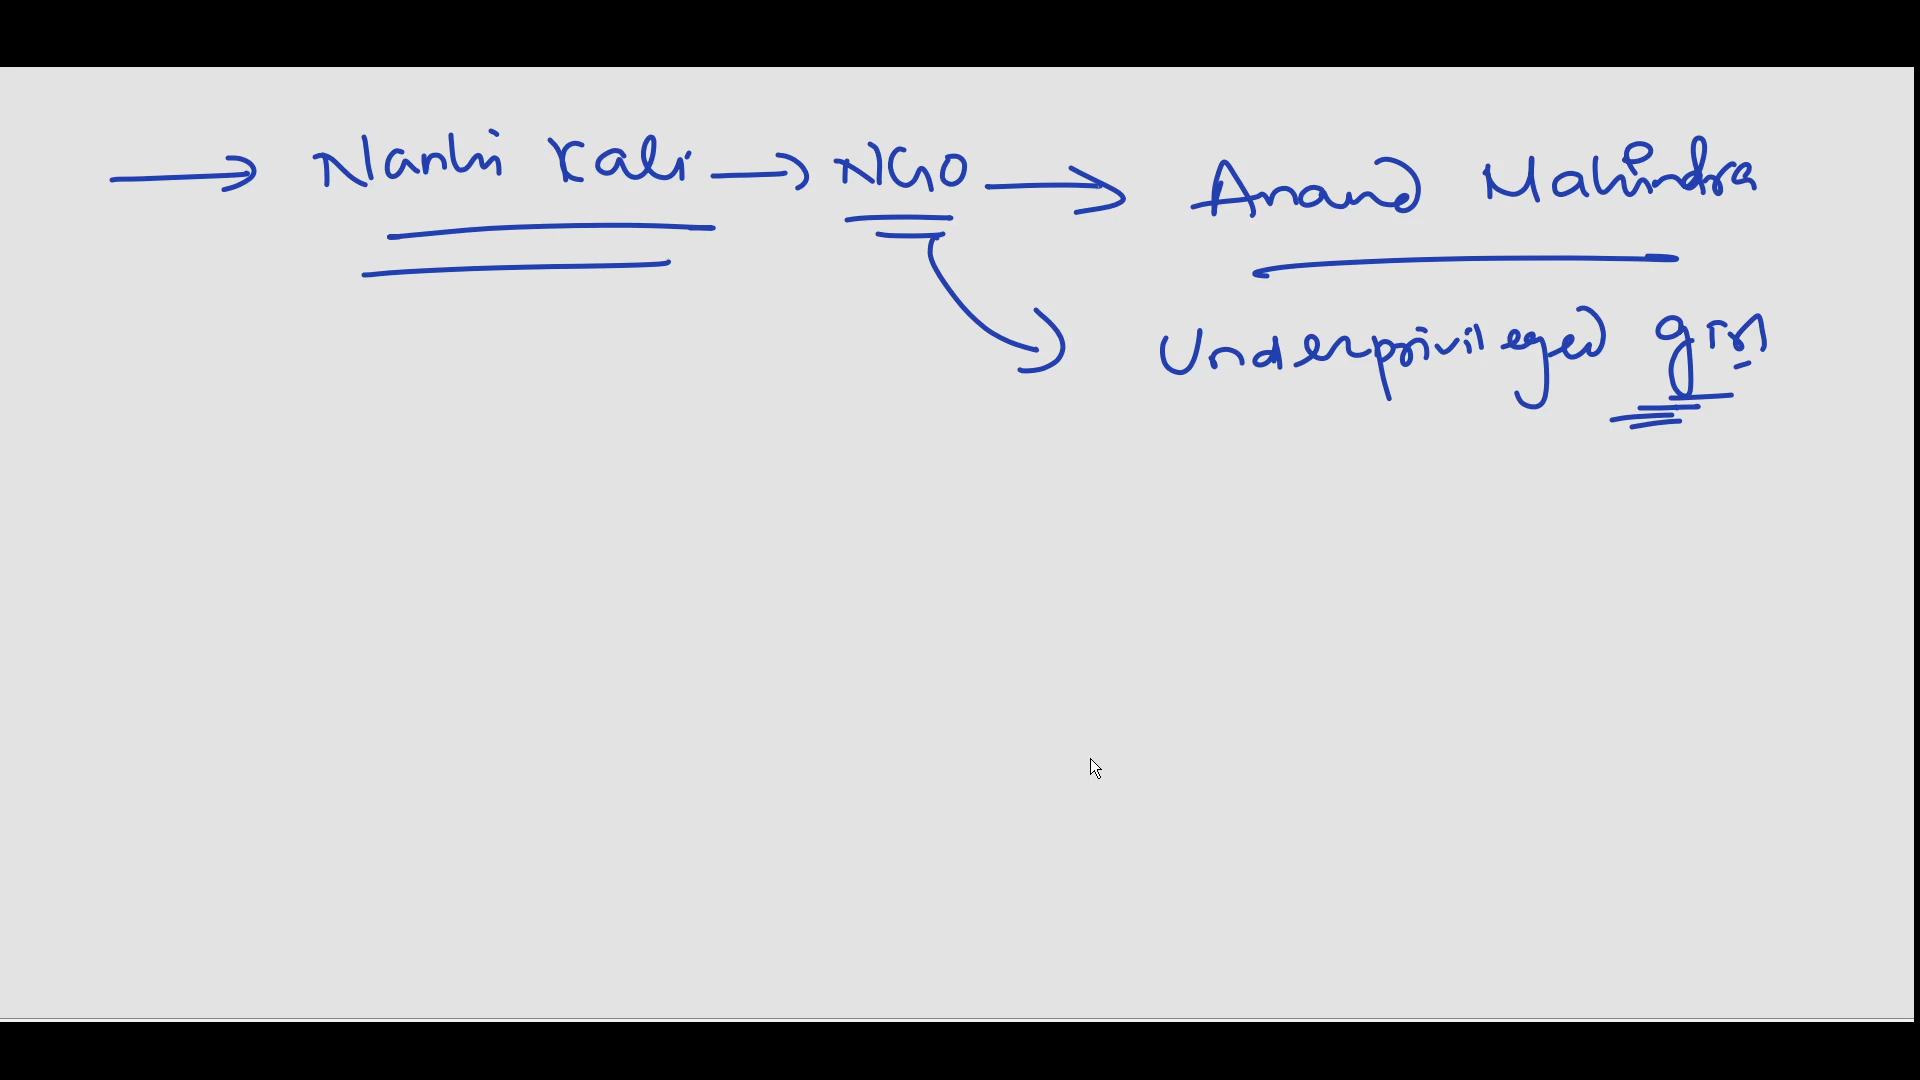 → Nanhi Kali → NGO → Anand Mahindra
Underprivileged girl